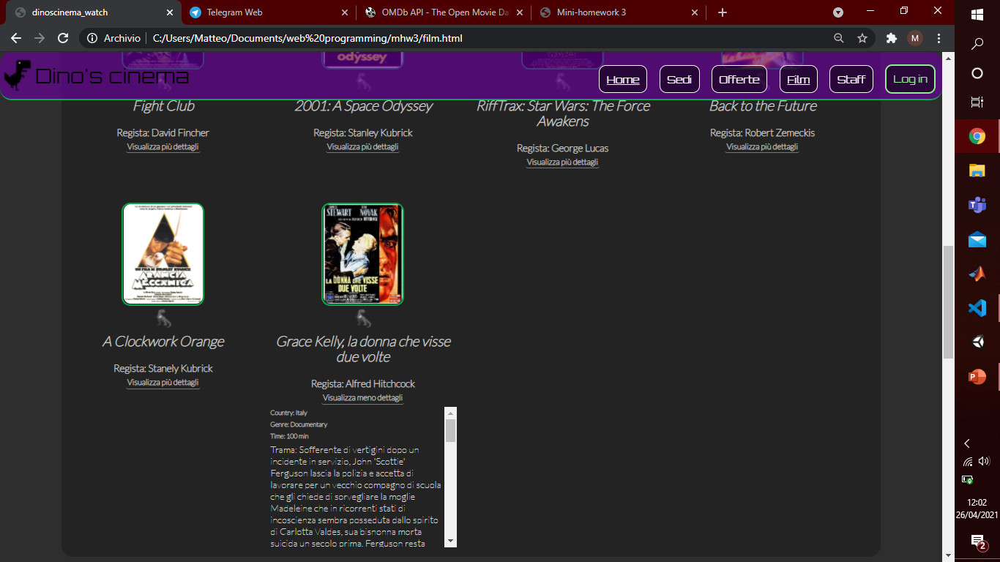 dinoscinema_watch
Telegram Web
OMDb API - The Open Movie Da
Mini-homework 3
Archivio
C:/Users/Matteo/Documents/web%20programming/mhw3/film.html
M
odyssey
Dino's cinema
Home
Sedi
Offerte
Film
Staff
Log in
Fight Club
Regista: David Fincher
Visualizza più dettagli
2001: A Space Odyssey
Regista: Stanley Kubrick
Visualizza più dettagli
RiffTrax: Star Wars: The Force
Awakens
Regista: George Lucas
Visualizza più dettagli
Back to the Future
Regista: Robert Zemeckis
Visualizza più dettagli
ARANCIA
MECCANICA
A Clockwork Orange
Regista: Stanely Kubrick
Visualizza più dettagli
STEWART NOVAK
LA DONNA CHE VISSE
DUE VOLTE
Grace Kelly, la donna che visse
due volte
Regista: Alfred Hitchcock
Visualizza meno dettagli
Country: Italy
Genre: Documentary
Time: 100 min
Trama: Sofferente di vertigini dopo un
incidente in servizio, John 'Scottie'
Ferguson lascia la polizia e accetta di
lavorare per un vecchio compagno di scuola
che gli chiede di sorvegliare la moglie
Madeleine che in ricorrenti stati di
incoscienza sembra posseduta dallo spirito
di Carlotta Valdes, sua bisnonna morta
suicida un secolo prima. Ferguson resta
12:02
26/04/2021
2